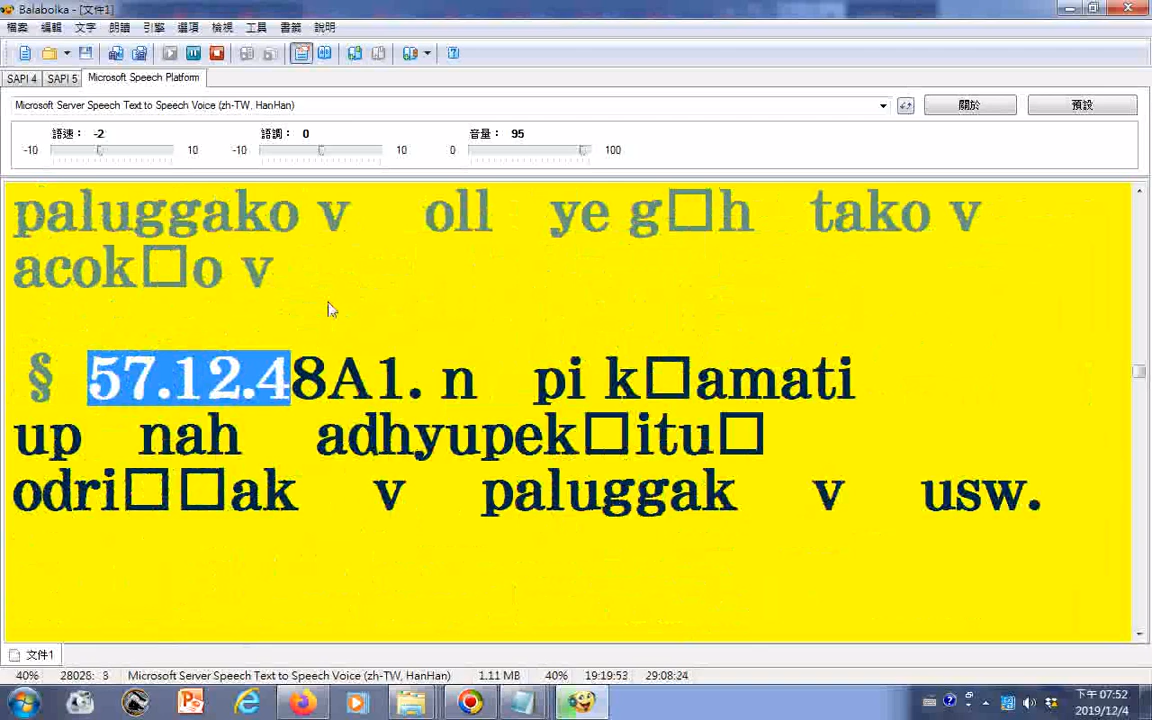 Balabolka - [文件1]
檔案 編輯 文字 朗讀 引擎 選項 檢視 工具 書籤 說明
SAPI 4 SAPI 5 Microsoft Speech Platform
Microsoft Server Speech Text to Speech Voice (zh-TW, HanHan) 關於 預設
語速： -2 語調： 0 音量： 95
-10 10 -10 10 0 100
paluggako v oll ye g□h tako v
acok□o v
§ 57.12.48A1. n pi k□amati
up nah adhyupek□itu□
odri□□ak v paluggak v usw.
文件1
40% 28028: 3 Microsoft Server Speech Text to Speech Voice (zh-TW, HanHan) 1.11 MB 40% 19:19:53 29:08:24
下午 07:52
2019/12/4